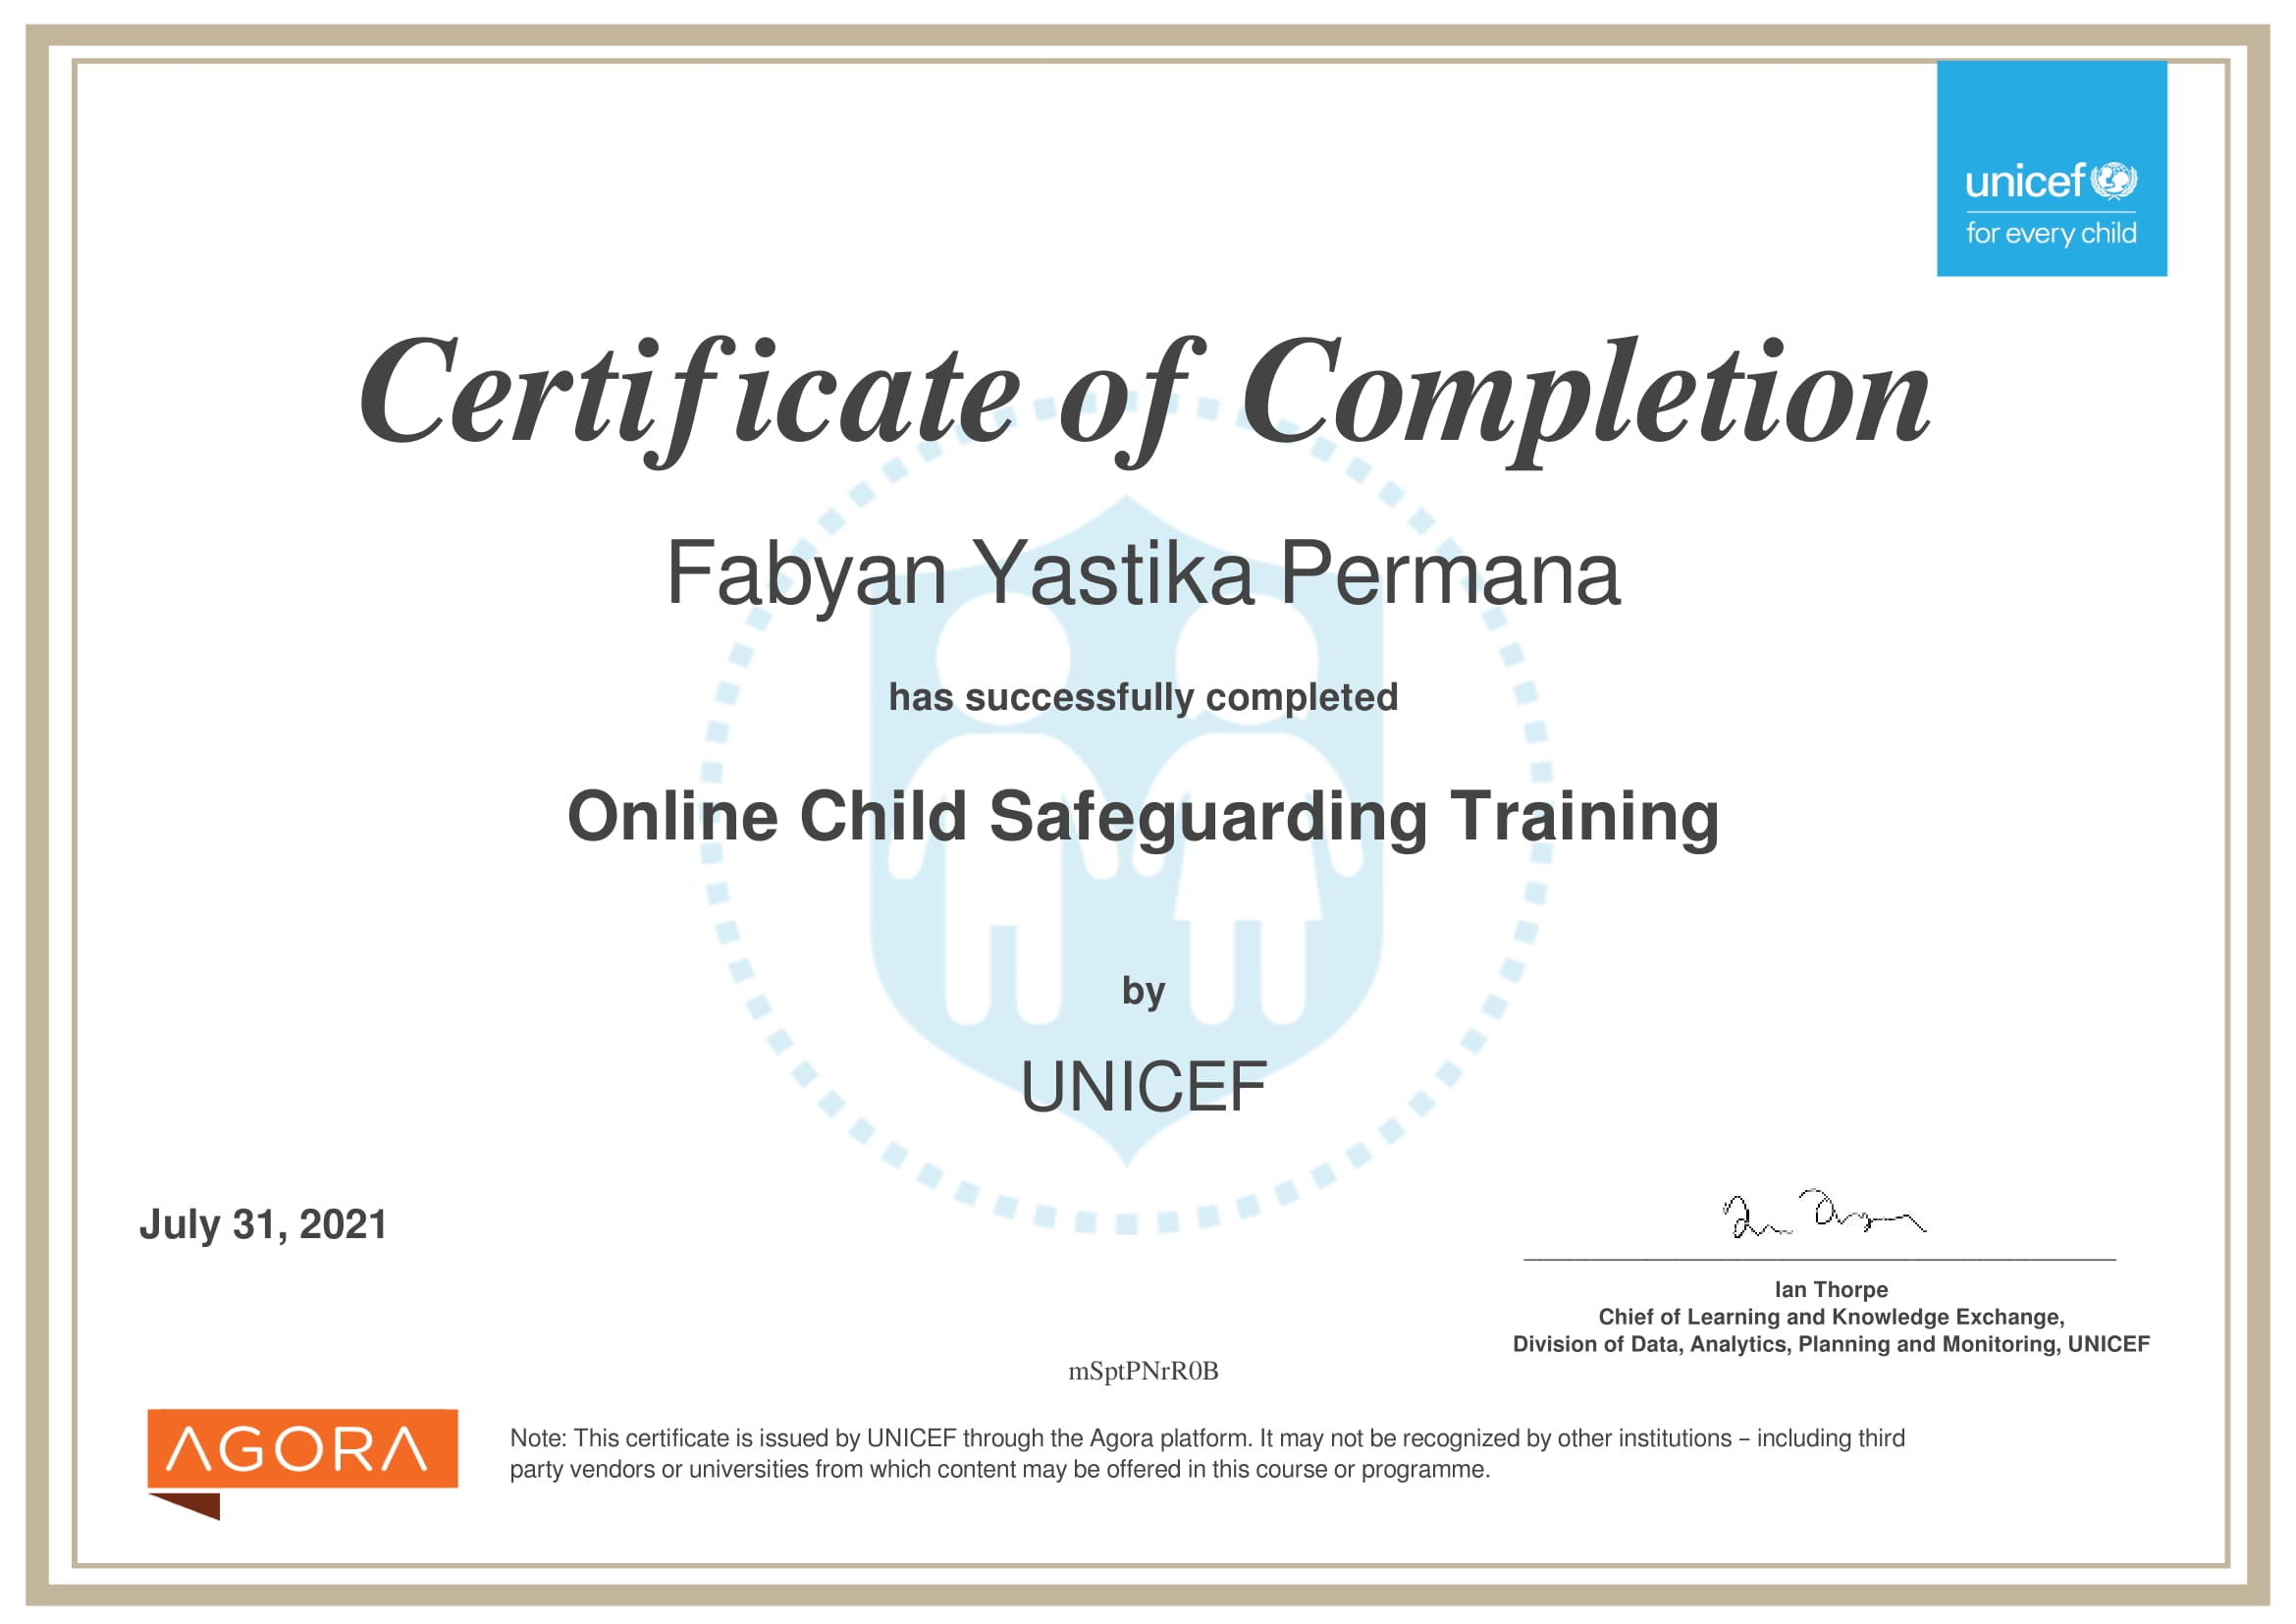 unicef
for every child
Certificate of Completion
Fabyan Yastika Permana
has successfully completed
Online Child Safeguarding Training
by
UNICEF
July 31, 2021
Ian Thorpe
Chief of Learning and Knowledge Exchange,
Division of Data, Analytics, Planning and Monitoring, UNICEF
mSptPNrR0B
AGORA
Note: This certificate is issued by UNICEF through the Agora platform. It may not be recognized by other institutions – including third
party vendors or universities from which content may be offered in this course or programme.